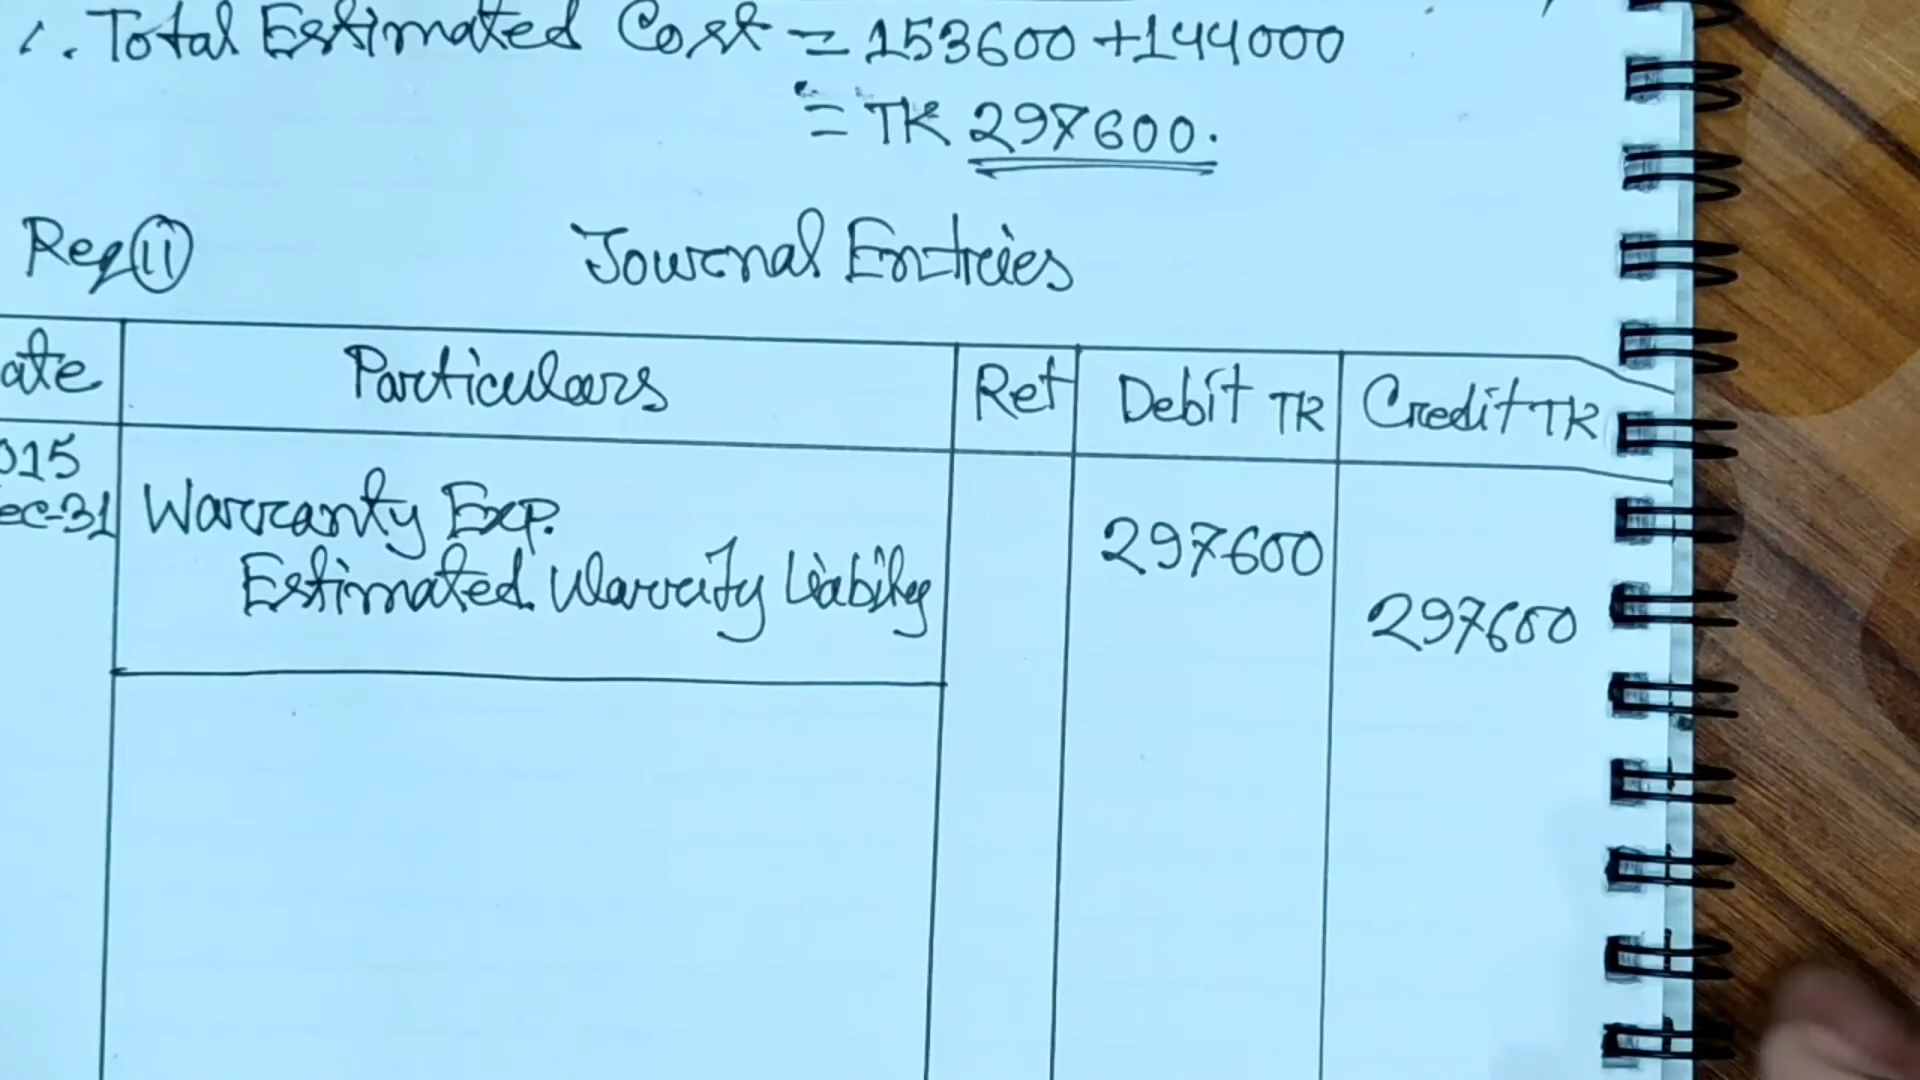 ∴ Total Estimated Cost = 153600 + 144000
= TK 297600.
Req (ii) Journal Entries
ate Particulars Ref Debit TK Credit TK
015
ec-31 Warranty Exp. 297600
Estimated Warrity Liability 297600